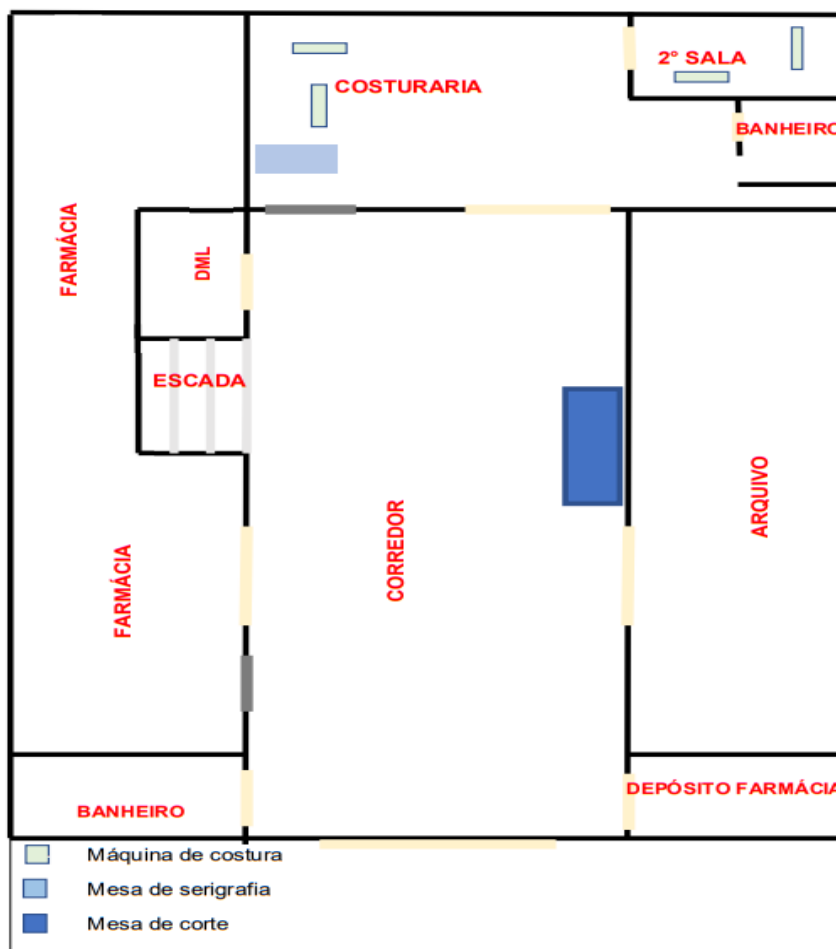 2° SALA
COSTURARIA
BANHEIRO
FARMÁCIA
DML
ESCADA
ARQUIVO
CORREDOR
FARMÁCIA
DEPÓSITO FARMÁCIA
BANHEIRO
Máquina de costura
Mesa de serigrafia
Mesa de corte